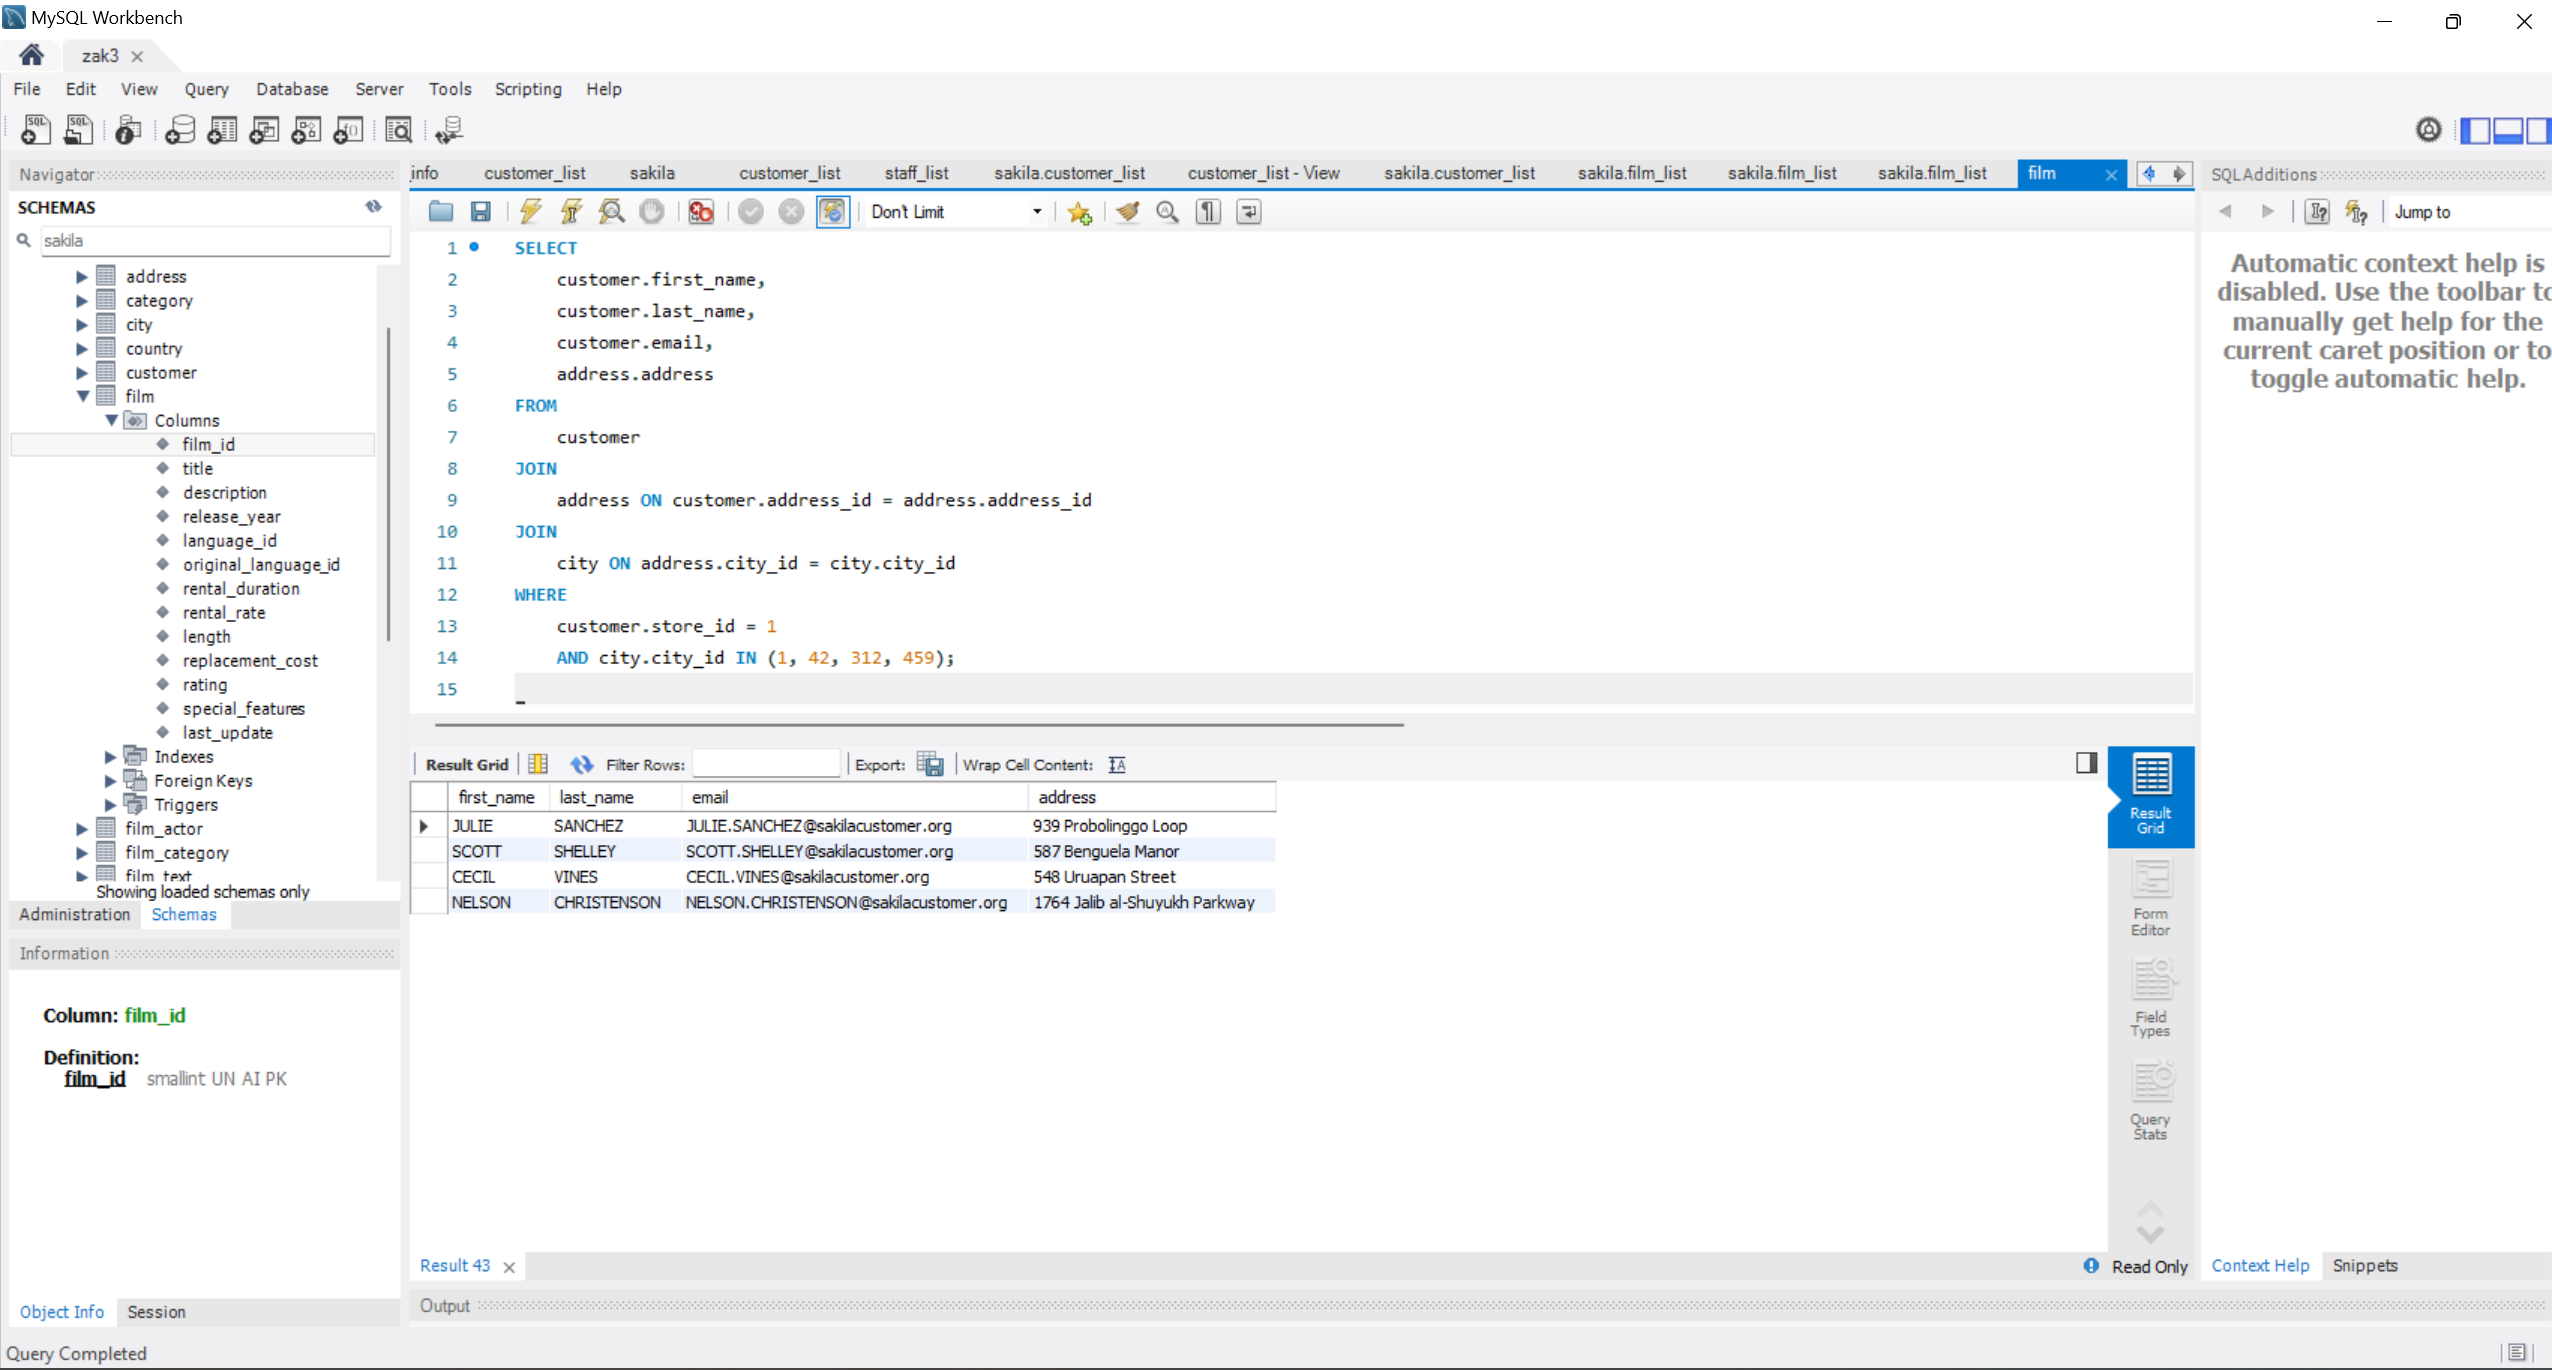 MySQL Workbench
zak3
File Edit View Query Database Server Tools Scripting Help
Navigator
SCHEMAS
sakila
address
category
city
country
customer
film
Columns
film_id
title
description
release_year
language_id
original_language_id
rental_duration
rental_rate
length
replacement_cost
rating
special_features
last_update
Indexes
Foreign Keys
Triggers
film_actor
film_category
film_text
Showing loaded schemas only
Administration Schemas
Information
Column: film_id
Definition:
film_id smallint UN AI PK
Object Info Session
Query Completed
info customer_list sakila customer_list staff_list sakila.customer_list customer_list - View sakila.customer_list sakila.film_list sakila.film_list sakila.film_list film
Don't Limit
1 SELECT
2 customer.first_name,
3 customer.last_name,
4 customer.email,
5 address.address
6 FROM
7 customer
8 JOIN
9 address ON customer.address_id = address.address_id
10 JOIN
11 city ON address.city_id = city.city_id
12 WHERE
13 customer.store_id = 1
14 AND city.city_id IN (1, 42, 312, 459);
15
Result Grid Filter Rows: Export: Wrap Cell Content:
first_name last_name email address
JULIE SANCHEZ JULIE.SANCHEZ@sakilacustomer.org 939 Probolinggo Loop
SCOTT SHELLEY SCOTT.SHELLEY@sakilacustomer.org 587 Benguela Manor
CECIL VINES CECIL.VINES@sakilacustomer.org 548 Uruapan Street
NELSON CHRISTENSON NELSON.CHRISTENSON@sakilacustomer.org 1764 Jalib al-Shuyukh Parkway
Result
Grid
Form
Editor
Field
Types
Query
Stats
Result 43
Read Only
Output
SQLAdditions
Jump to
Automatic context help is
disabled. Use the toolbar to
manually get help for the
current caret position or to
toggle automatic help.
Context Help Snippets